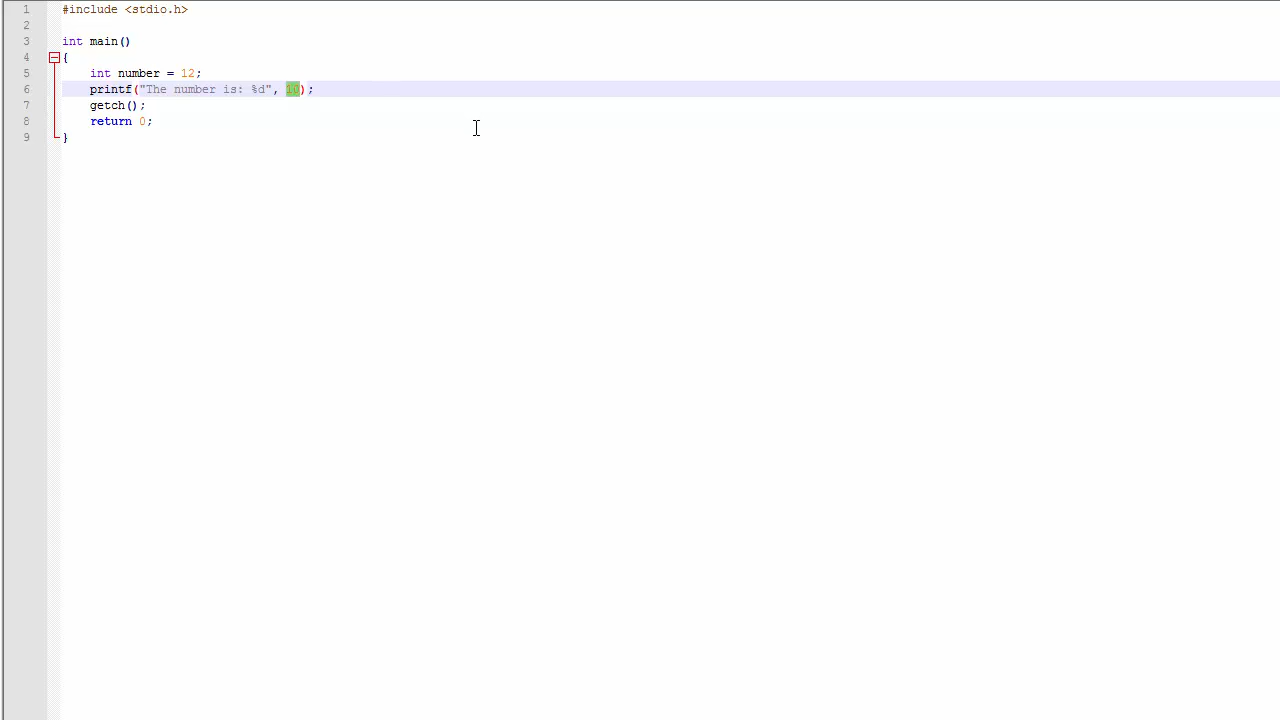 1 #include <stdio.h>
2
3 int main()
4 {
5 int number = 12;
6 printf("The number is: %d", 10);
7 getch();
8 return 0;
9 }